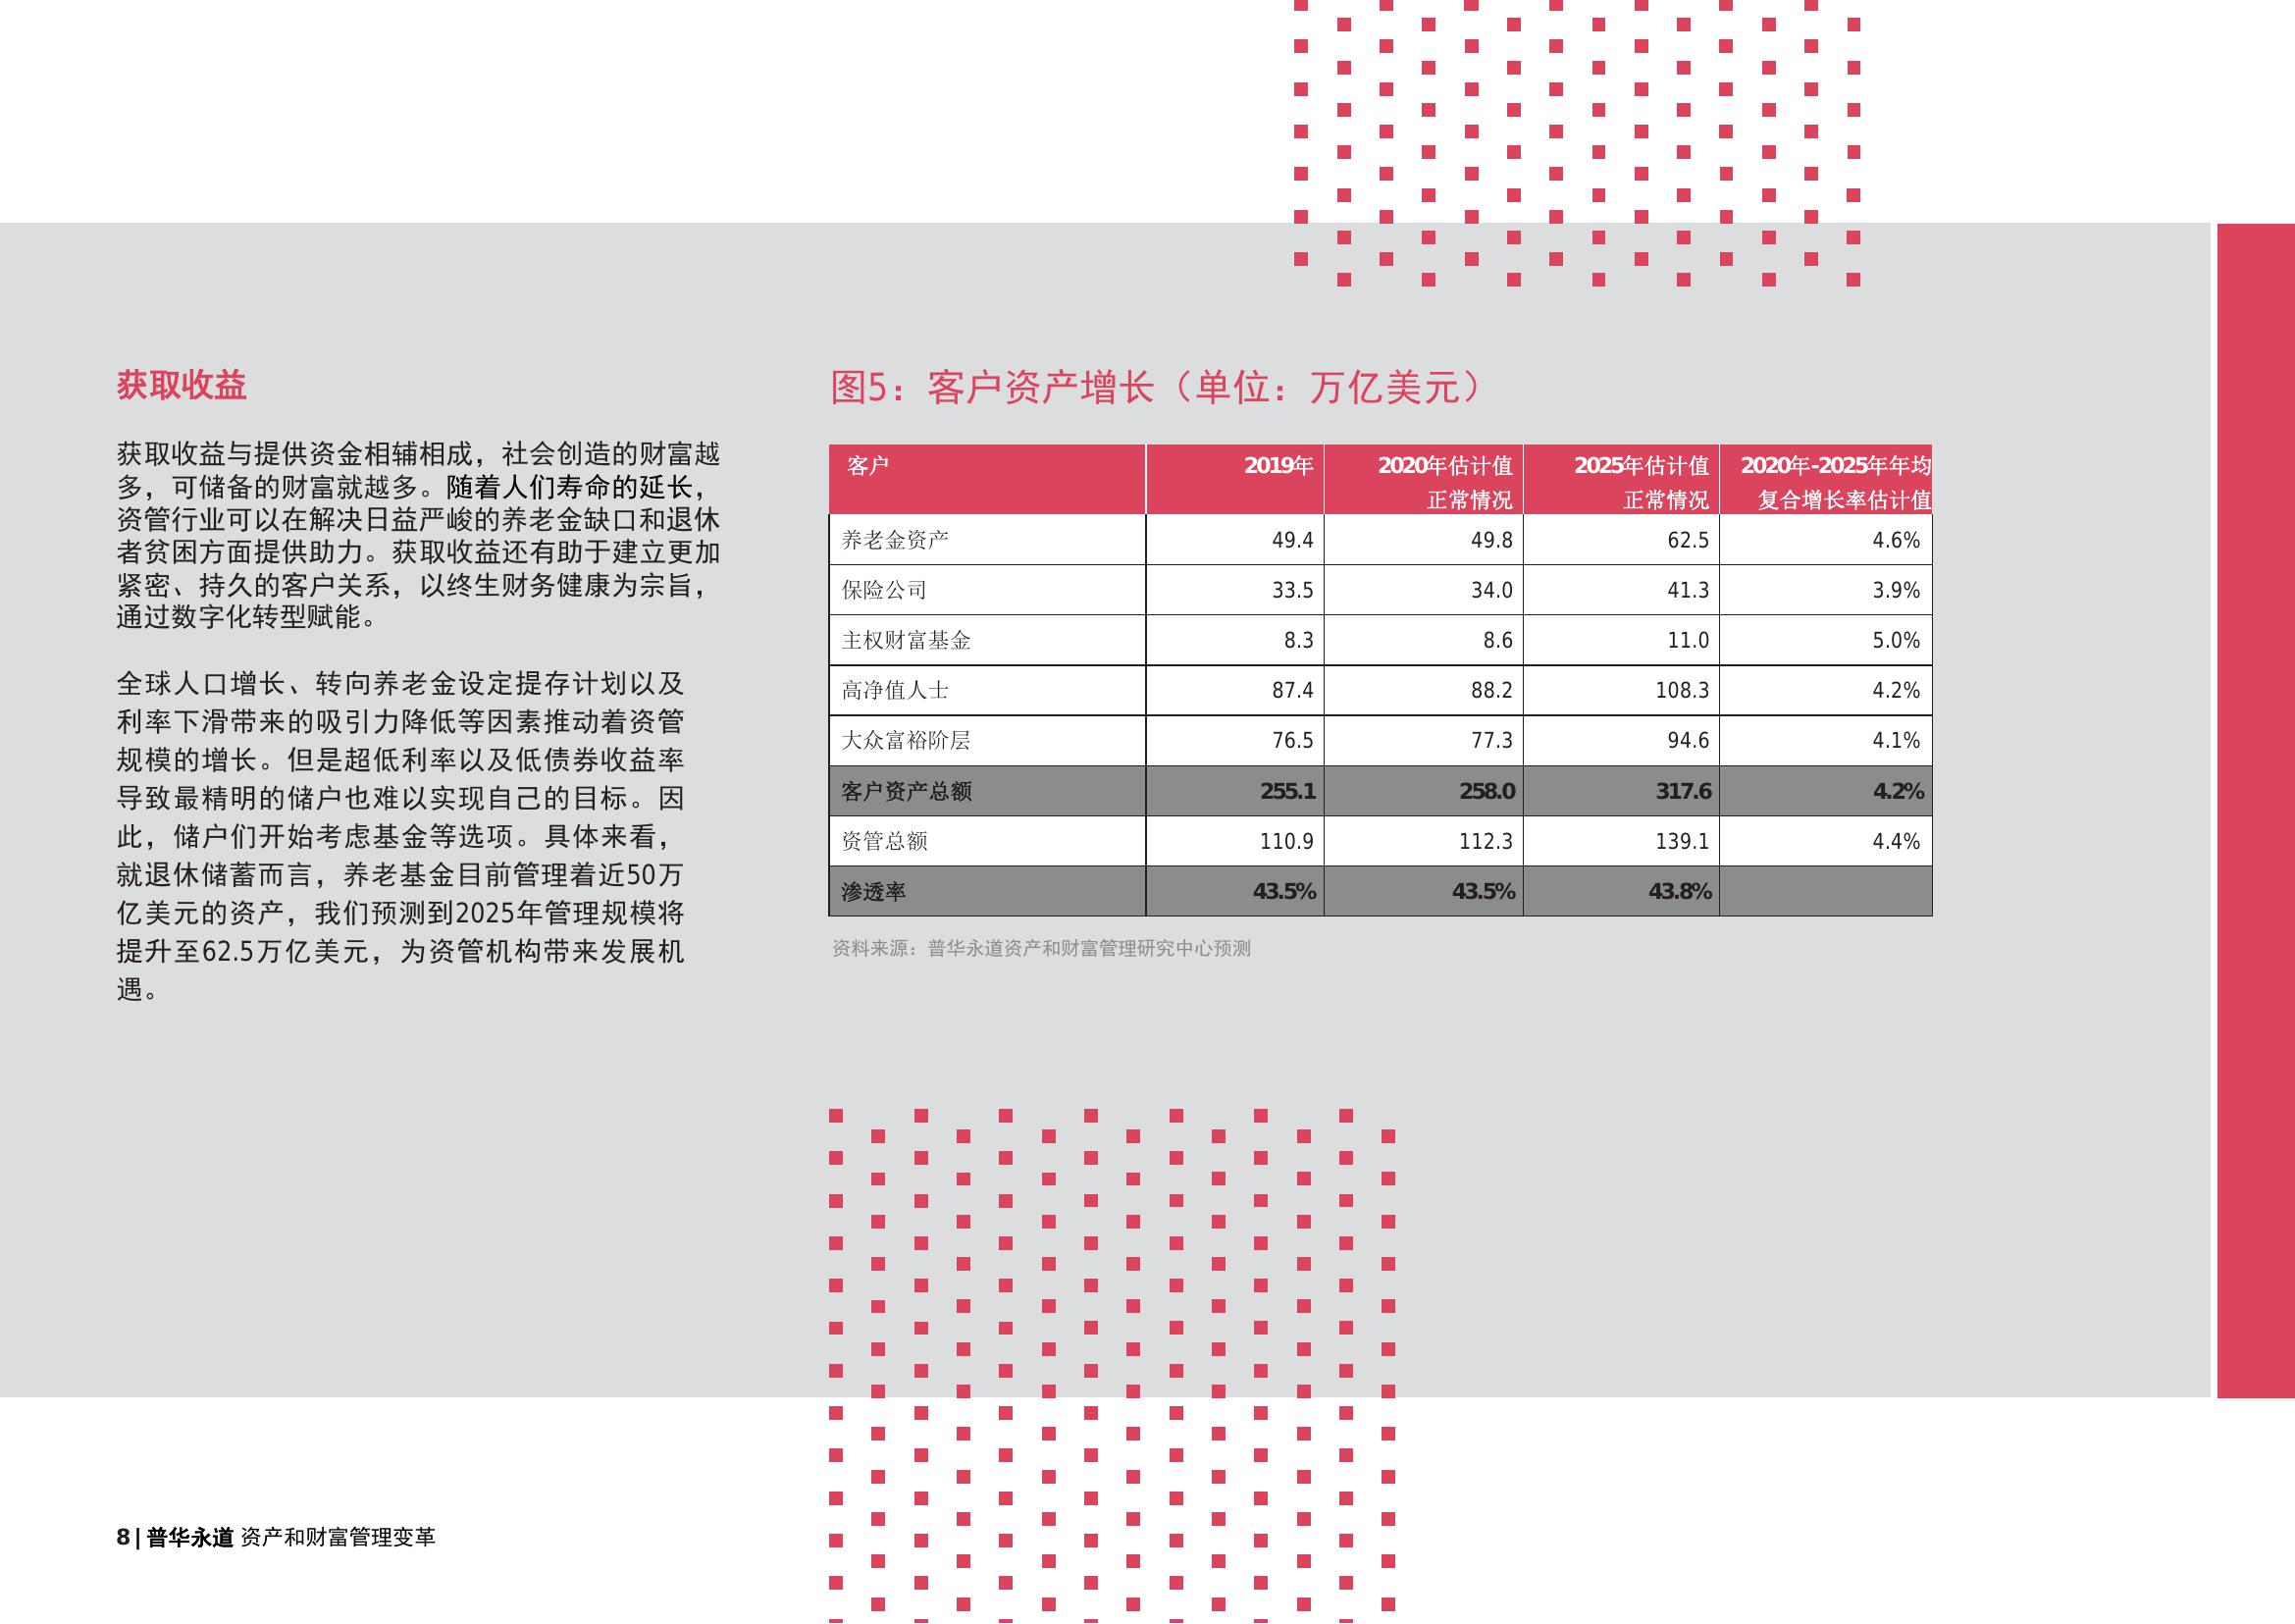 获取收益
获取收益与提供资金相辅相成，社会创造的财富越
多，可储备的财富就越多。随着人们寿命的延长，
资管行业可以在解决日益严峻的养老金缺口和退休
者贫困方面提供助力。获取收益还有助于建立更加
紧密、持久的客户关系，以终生财务健康为宗旨，
通过数字化转型赋能。
全球人口增长、转向养老金设定提存计划以及
利率下滑带来的吸引力降低等因素推动着资管
规模的增长。但是超低利率以及低债券收益率
导致最精明的储户也难以实现自己的目标。因
此，储户们开始考虑基金等选项。具体来看，
就退休储蓄而言，养老基金目前管理着近50万
亿美元的资产，我们预测到2025年管理规模将
提升至62.5万亿美元，为资管机构带来发展机
遇。
图5：客户资产增长（单位：万亿美元）
客户 2019年 2020年估计值 2025年估计值 2020年-2025年年均
正常情况 正常情况 复合增长率估计值
养老金资产 49.4 49.8 62.5 4.6%
保险公司 33.5 34.0 41.3 3.9%
主权财富基金 8.3 8.6 11.0 5.0%
高净值人士 87.4 88.2 108.3 4.2%
大众富裕阶层 76.5 77.3 94.6 4.1%
客户资产总额 255.1 258.0 317.6 4.2%
资管总额 110.9 112.3 139.1 4.4%
渗透率 43.5% 43.5% 43.8%
资料来源：普华永道资产和财富管理研究中心预测
8 | 普华永道 资产和财富管理变革